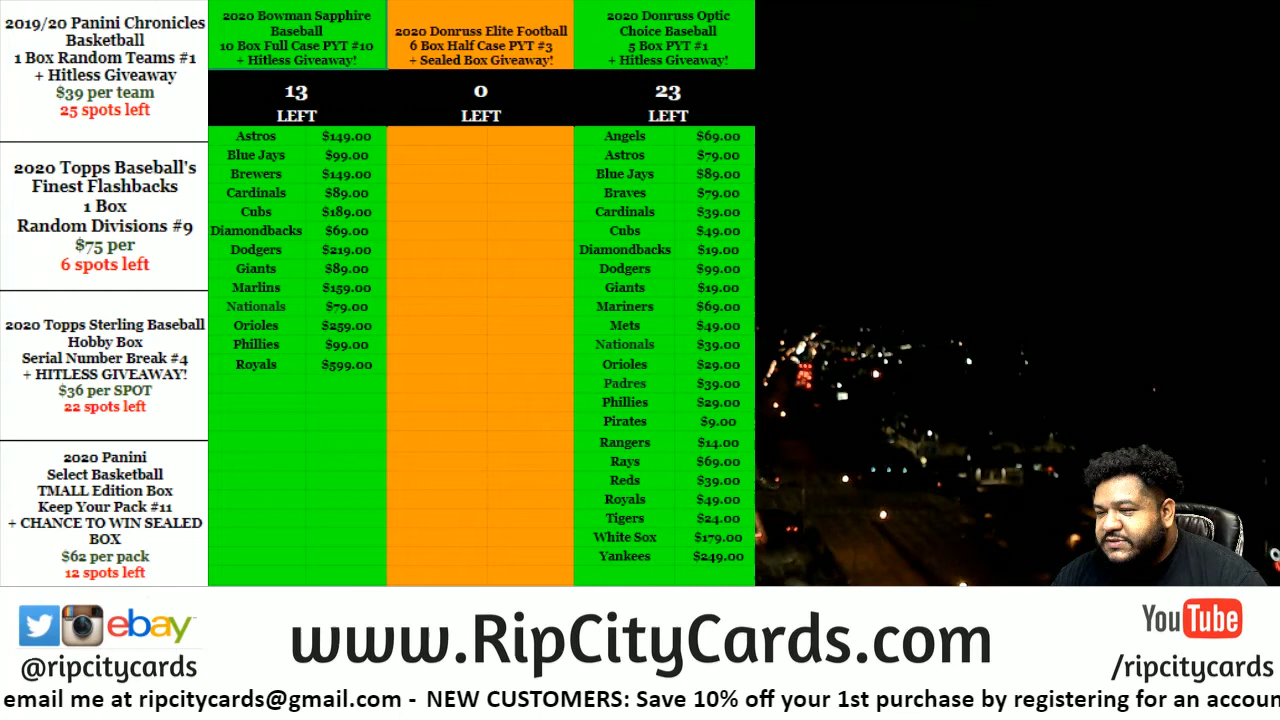 2019/20 Panini Chronicles
Basketball
1 Box Random Teams #1
+ Hitless Giveaway
$39 per team
25 spots left
2020 Topps Baseball's
Finest Flashbacks
1 Box
Random Divisions #9
$75 per
6 spots left
2020 Topps Sterling Baseball
Hobby Box
Serial Number Break #4
+ HITLESS GIVEAWAY!
$36 per SPOT
22 spots left
2020 Panini
Select Basketball
TMALL Edition Box
Keep Your Pack #11
+ CHANCE TO WIN SEALED
BOX
$62 per pack
12 spots left
2020 Bowman Sapphire
Baseball
10 Box Full Case PYT #10
+ Hitless Giveaway!
13
LEFT
Astros $149.00
Blue Jays $99.00
Brewers $149.00
Cardinals $89.00
Cubs $189.00
Diamondbacks $69.00
Dodgers $219.00
Giants $89.00
Marlins $159.00
Nationals $79.00
Orioles $259.00
Phillies $99.00
Royals $599.00
2020 Donruss Elite Football
6 Box Half Case PYT #3
+ Sealed Box Giveaway!
0
LEFT
2020 Donruss Optic
Choice Baseball
5 Box PYT #1
+ Hitless Giveaway!
23
LEFT
Angels $69.00
Astros $79.00
Blue Jays $89.00
Braves $79.00
Cardinals $39.00
Cubs $49.00
Diamondbacks $19.00
Dodgers $99.00
Giants $19.00
Mariners $69.00
Mets $49.00
Nationals $39.00
Orioles $29.00
Padres $39.00
Phillies $29.00
Pirates $9.00
Rangers $14.00
Rays $69.00
Reds $39.00
Royals $49.00
Tigers $24.00
White Sox $179.00
Yankees $249.00
ebay
@ripcitycards
www.RipCityCards.com
YouTube
/ripcitycards
email me at ripcitycards@gmail.com - NEW CUSTOMERS: Save 10% off your 1st purchase by registering for an accoun